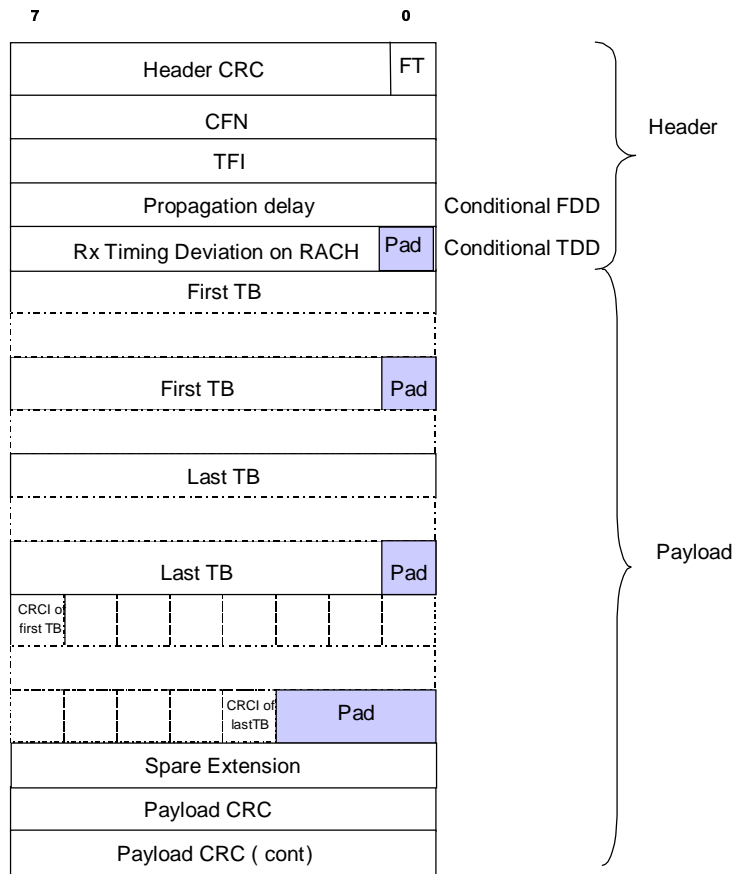 7 0
Header CRC FT
CFN
Header
TFI
Propagation delay Conditional FDD
Rx Timing Deviation on RACH Pad Conditional TDD
First TB
First TB Pad
Last TB
Payload
Last TB Pad
CRCI of
first TB
CRCI of
lastTB
Pad
Spare Extension
Payload CRC
Payload CRC ( cont)